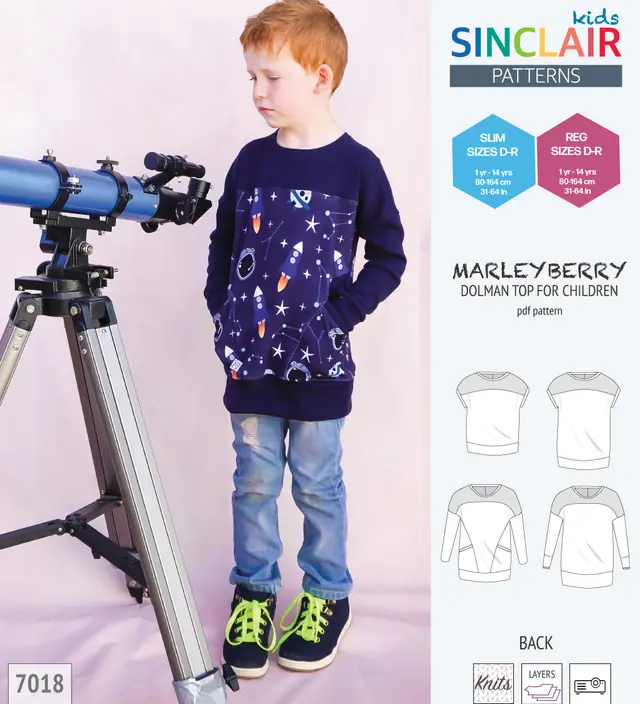 kids
SINCLAIR
PATTERNS
SLIM
SIZES D-R
1 yr - 14 yrs
80-164 cm
31-64 in
REG
SIZES D-R
1 yr - 14 yrs
80-164 cm
31-64 in
MARLEYBERRY
DOLMAN TOP FOR CHILDREN
pdf pattern
BACK
Knits
LAYERS
7018